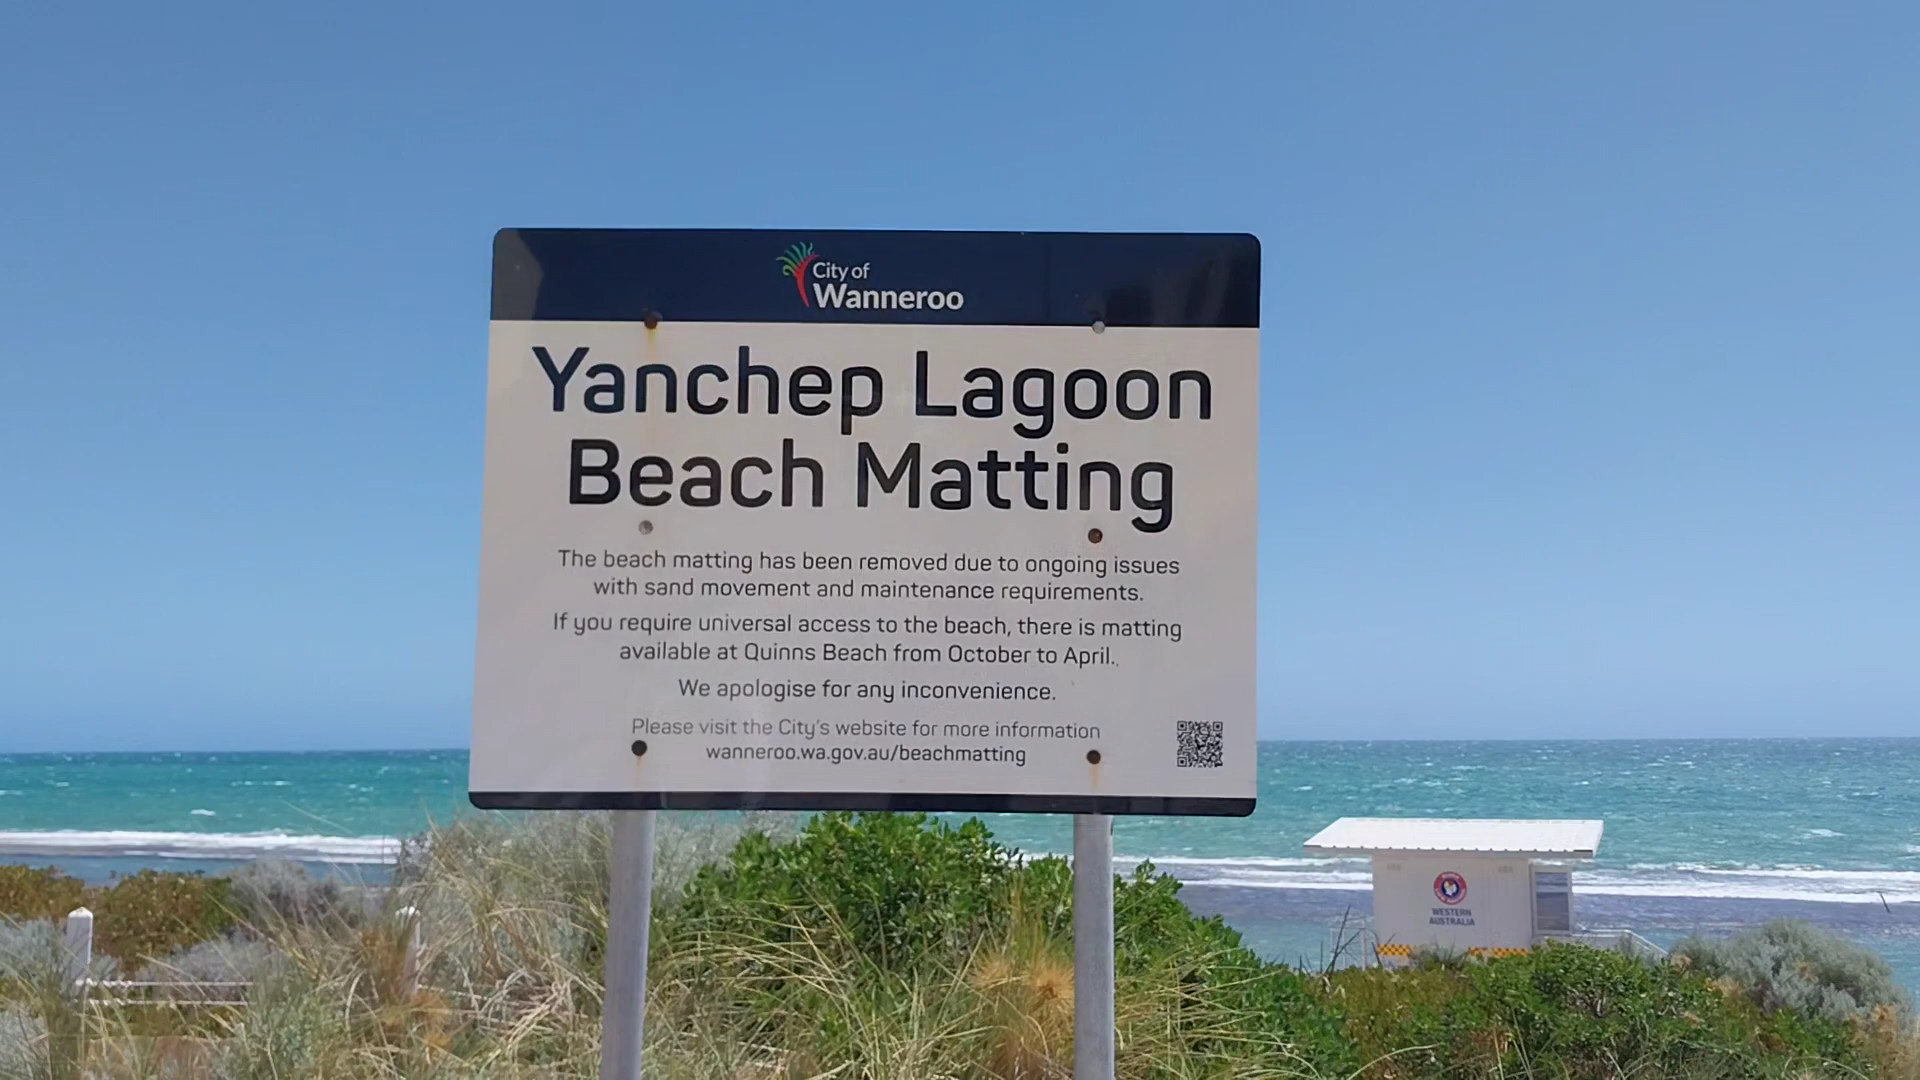 City of
Wanneroo
Yanchep Lagoon
Beach Matting
The beach matting has been removed due to ongoing issues
with sand movement and maintenance requirements.
If you require universal access to the beach, there is matting
available at Quinns Beach from October to April.
We apologise for any inconvenience.
Please visit the City's website for more information
wanneroo.wa.gov.au/beachmatting
WESTERN
AUSTRALIA